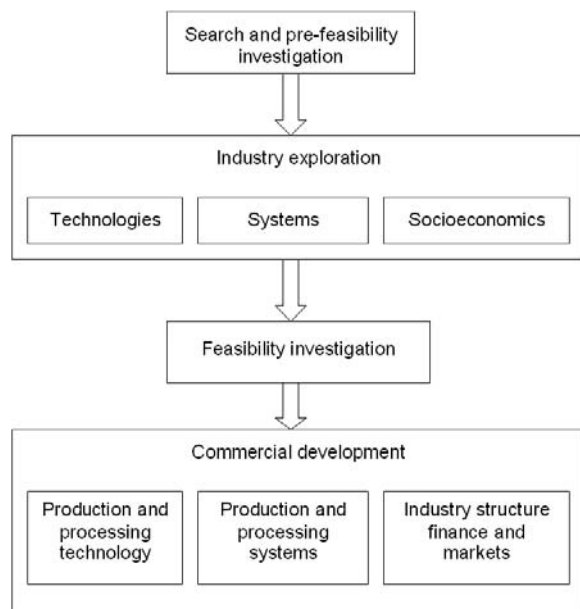 Search and pre-feasibility
investigation
Industry exploration
Technologies
Systems
Socioeconomics
Feasibility investigation
Commercial development
Production and
processing
technology
Production and
processing
systems
Industry structure
finance and
markets